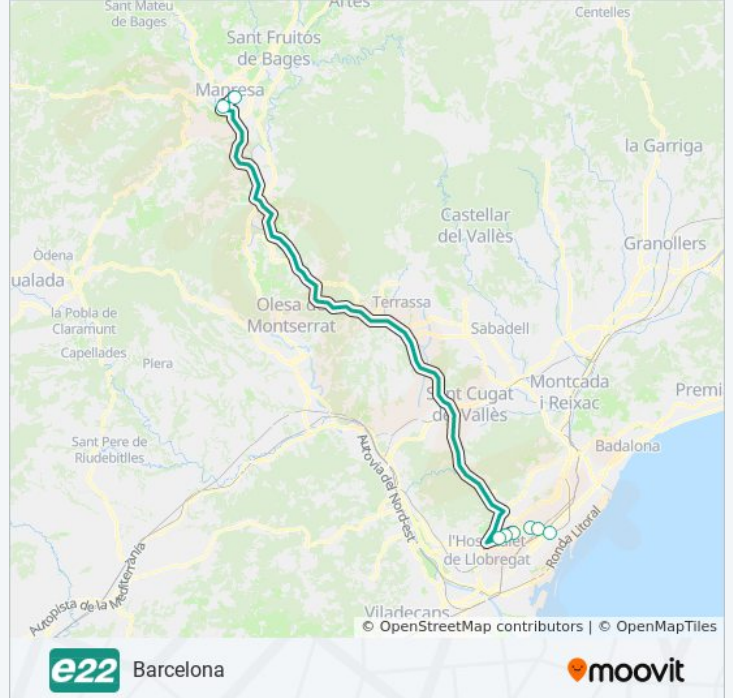 Artés
Sant Mateu
de Bages
Centelles
Sant Fruitós
de Bages
Manresa
la Garriga
Castellar
del Vallès
Granollers
Òdena
ualada
Olesa de
Montserrat
Terrassa
la Pobla de
Claramunt
Sabadell
Capellades
Piera
Montcada
i Reixac
Premi
Sant Cugat
del Vallès
Sant Pere de
Riudebitlles
Badalona
Autovia del Nord-est
l'Hospitalet
de Llobregat
Ronda Litoral
Autopista de la Mediterrània
Viladecans
© OpenStreetMap contributors | © OpenMapTiles
e22 Barcelona moovit